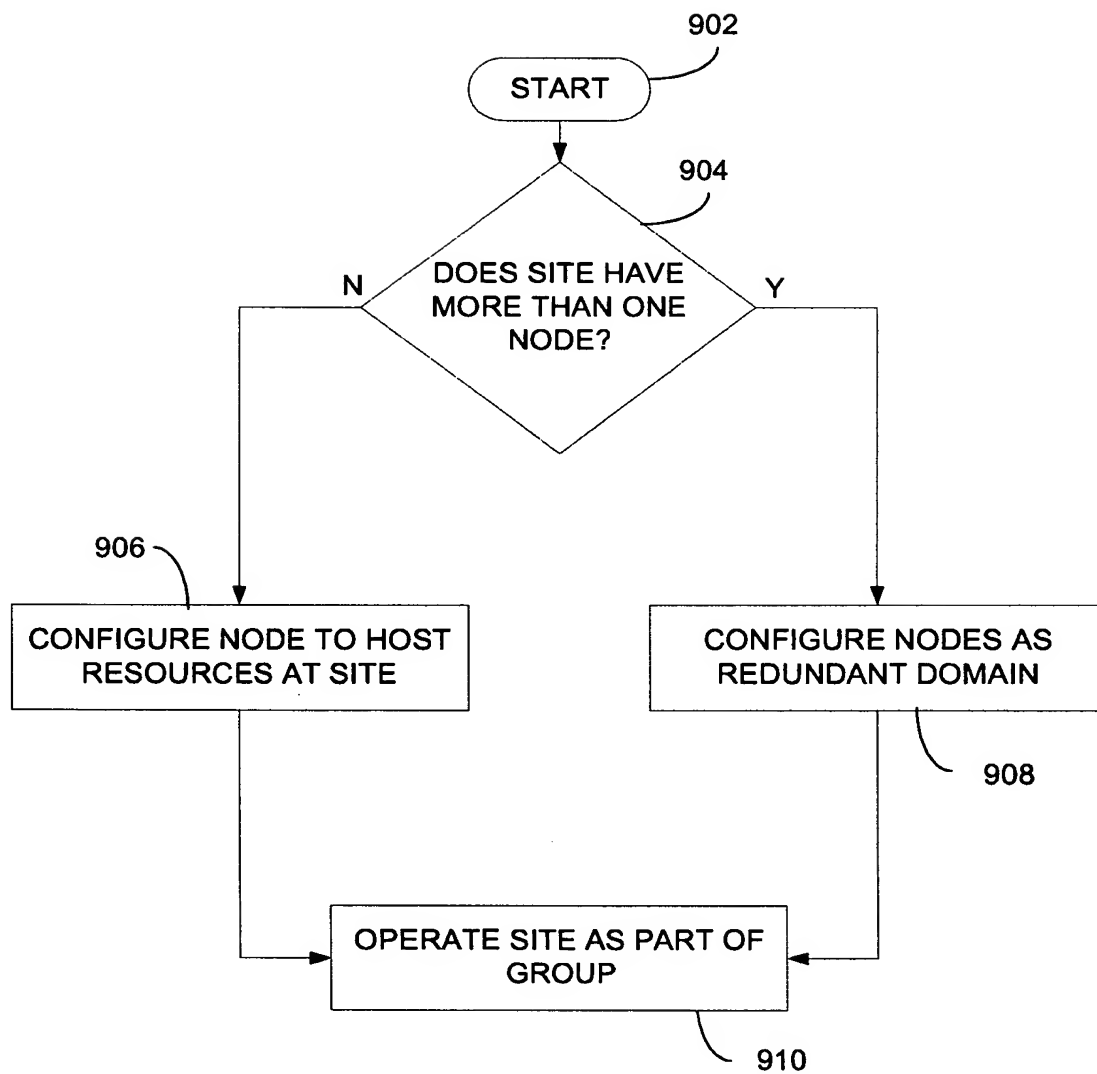 902
START
904
DOES SITE HAVE
MORE THAN ONE
NODE?
N
Y
906
CONFIGURE NODE TO HOST
RESOURCES AT SITE
CONFIGURE NODES AS
REDUNDANT DOMAIN
908
OPERATE SITE AS PART OF
GROUP
910